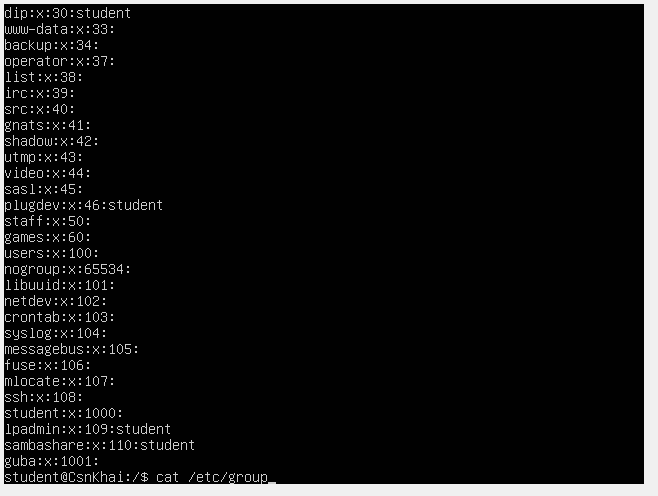 dip:x:30:student
www-data:x:33:
backup:x:34:
operator:x:37:
list:x:38:
irc:x:39:
src:x:40:
gnats:x:41:
shadow:x:42:
utmp:x:43:
video:x:44:
sasl:x:45:
plugdev:x:46:student
staff:x:50:
games:x:60:
users:x:100:
nogroup:x:65534:
libuuid:x:101:
netdev:x:102:
crontab:x:103:
syslog:x:104:
messagebus:x:105:
fuse:x:106:
mlocate:x:107:
ssh:x:108:
student:x:1000:
lpadmin:x:109:student
sambashare:x:110:student
guba:x:1001:
student@CsnKhai:/$ cat /etc/group_